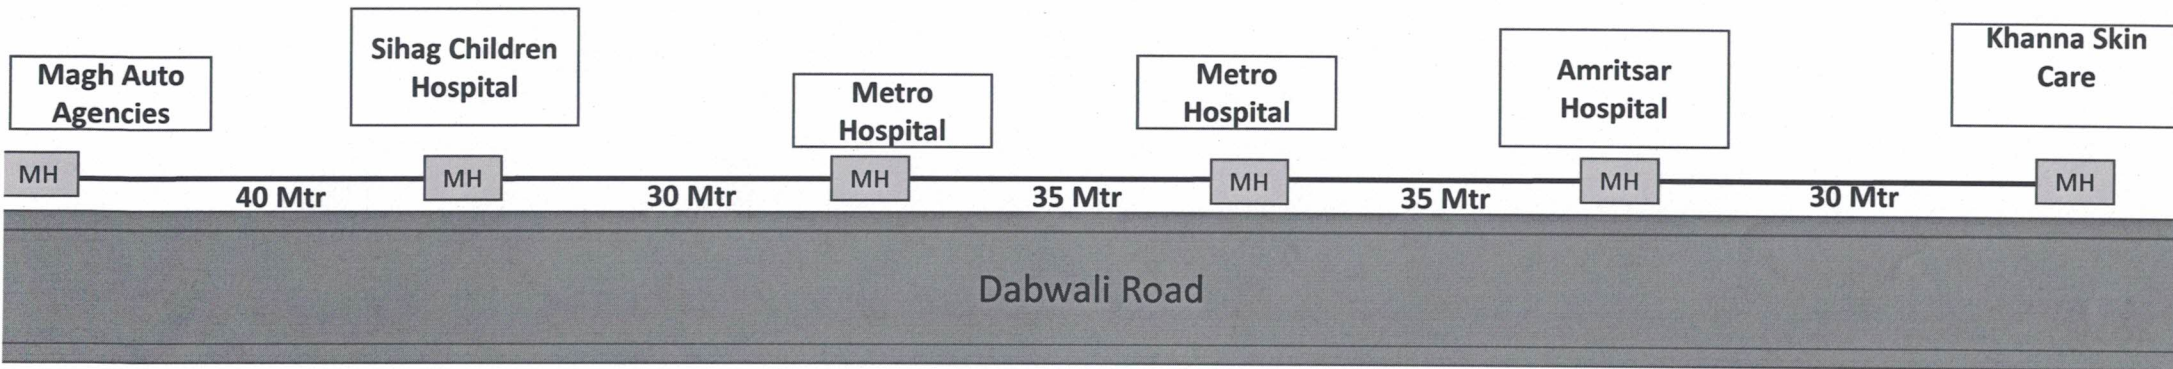 Magh Auto
Agencies
Sihag Children
Hospital
Metro
Hospital
Metro
Hospital
Amritsar
Hospital
Khanna Skin
Care
MH
MH
MH
MH
MH
MH
40 Mtr
30 Mtr
35 Mtr
35 Mtr
30 Mtr
Dabwali Road